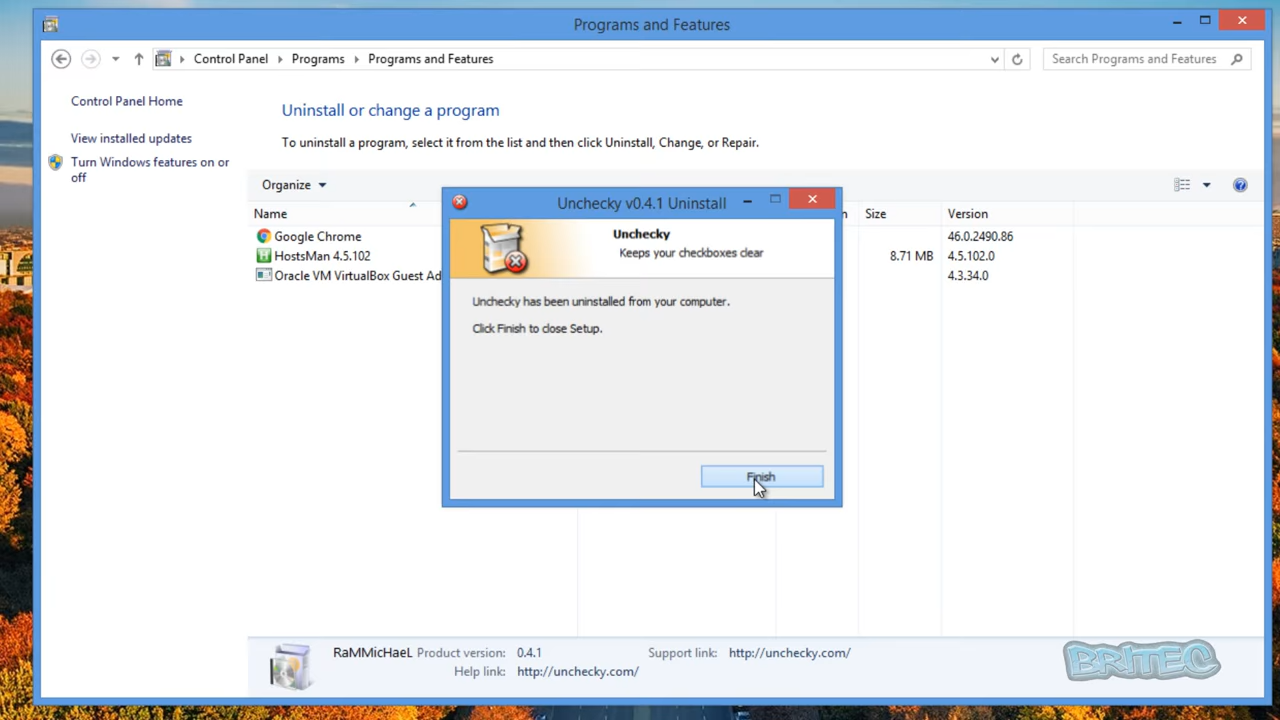 Programs and Features
Control Panel Programs Programs and Features
Search Programs and Features
Control Panel Home
View installed updates
Turn Windows features on or
off
Uninstall or change a program
To uninstall a program, select it from the list and then click Uninstall, Change, or Repair.
Organize
Name
n
Size
Version
Google Chrome
46.0.2490.86
HostsMan 4.5.102
8.71 MB
4.5.102.0
Oracle VM VirtualBox Guest Ad
4.3.34.0
Unchecky v0.4.1 Uninstall
Unchecky
Keeps your checkboxes clear
Unchecky has been uninstalled from your computer.
Click Finish to close Setup.
Finish
RaMMicHaeL Product version: 0.4.1
Support link: http://unchecky.com/
Help link: http://unchecky.com/
BRITEC